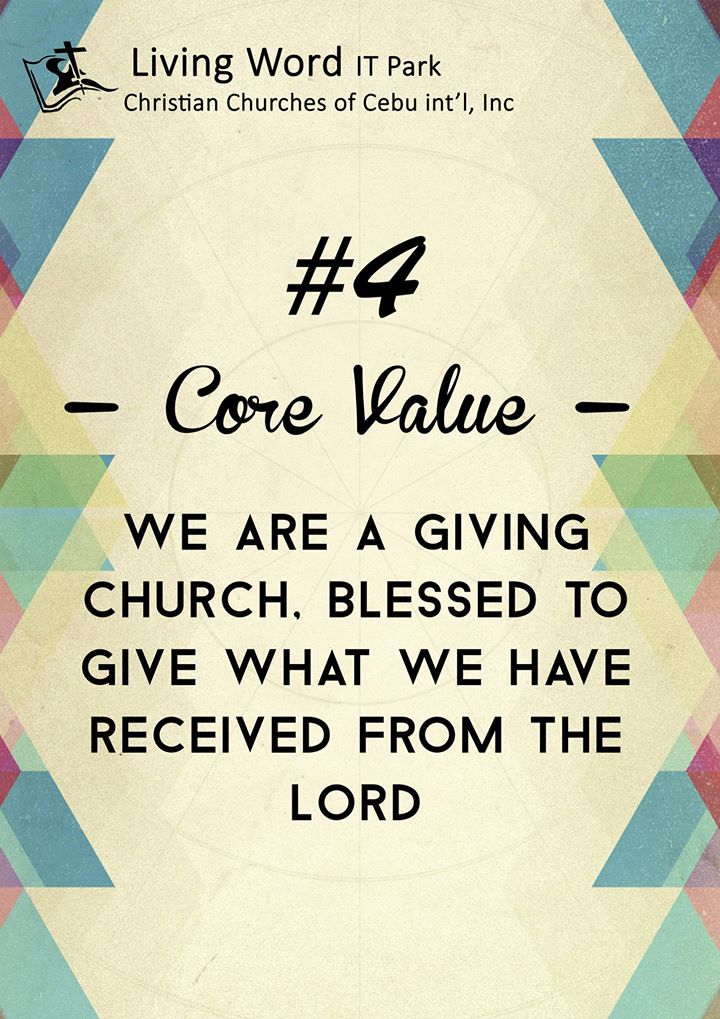 Living Word IT Park
Christian Churches of Cebu int'l, Inc
#4
– Core Value –
WE ARE A GIVING
CHURCH, BLESSED TO
GIVE WHAT WE HAVE
RECEIVED FROM THE
LORD